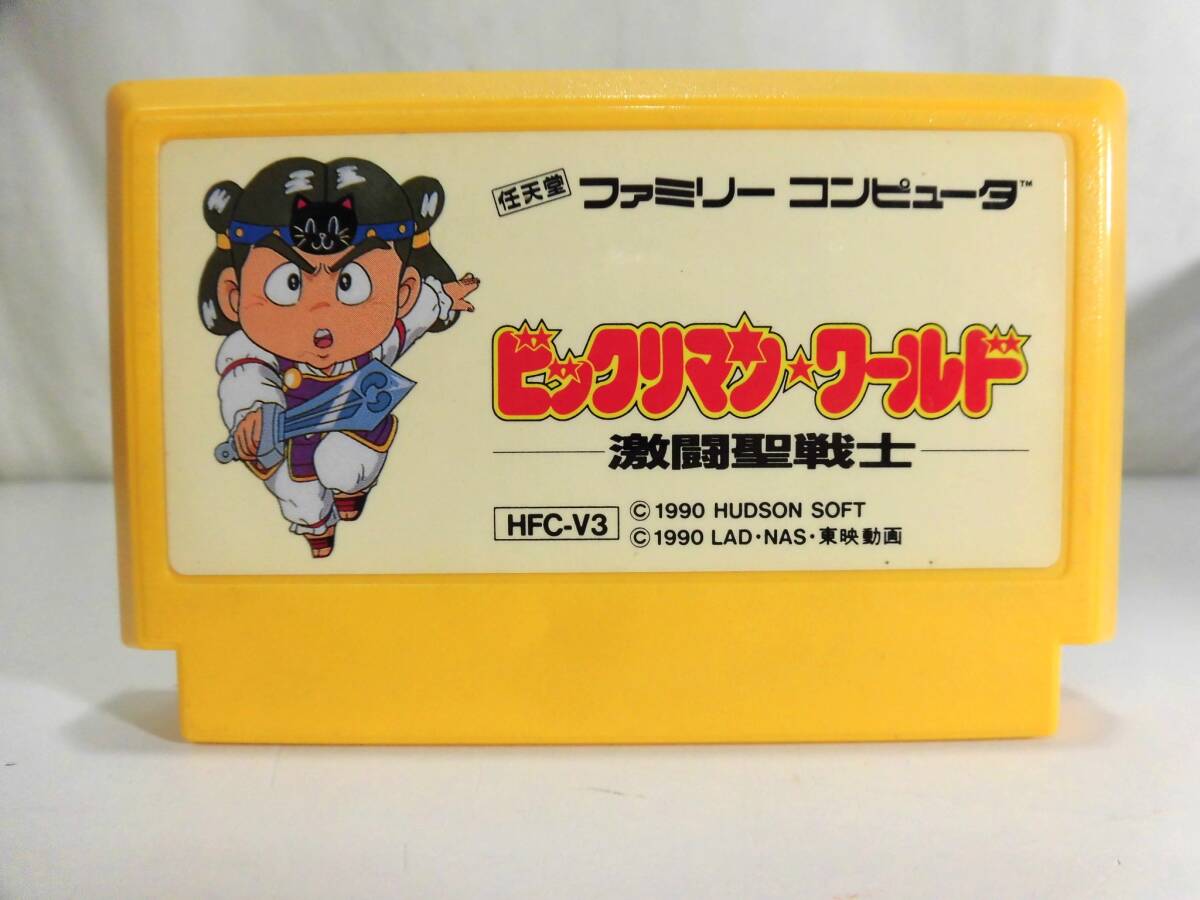 任天堂 ファミリー コンピュータ™
ビックリマン★ワールド
激闘聖戦士
HFC-V3
© 1990 HUDSON SOFT
© 1990 LAD・NAS・東映動画